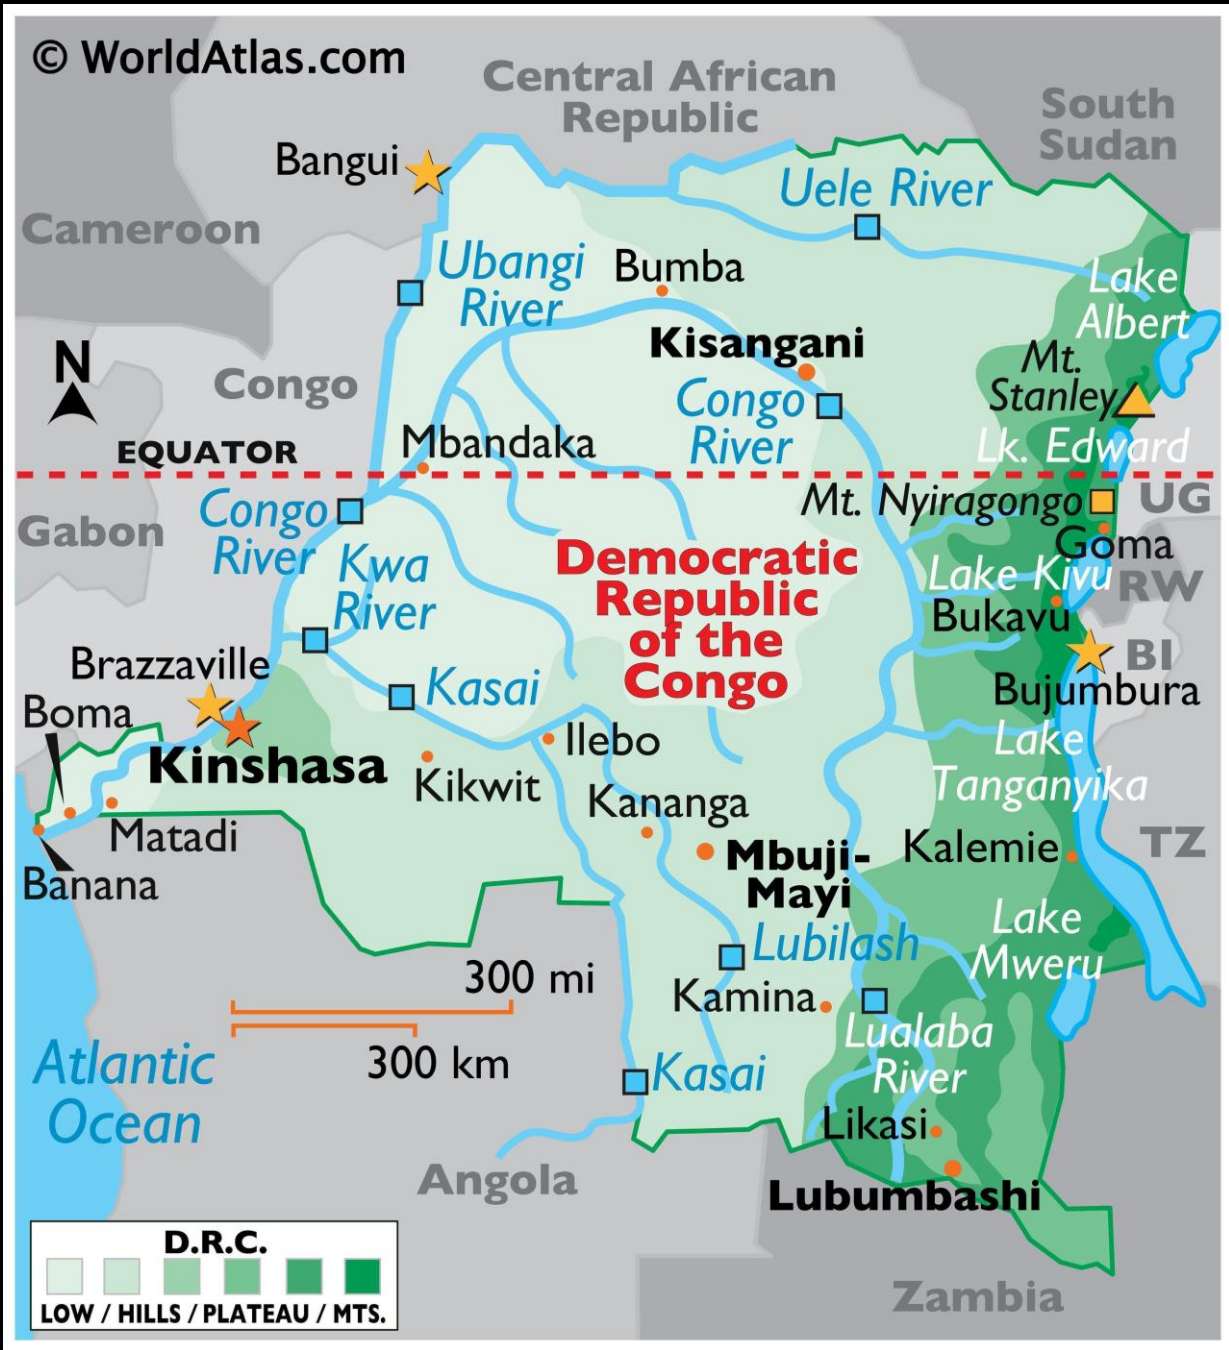 © WorldAtlas.com
Central African
Republic
South
Sudan
Bangui
Uele River
Cameroon
Ubangi
River
Bumba
Lake
Albert
Kisangani
N
Mt.
Stanley
Congo
Congo
River
Mbandaka
EQUATOR
Lk. Edward
Mt. Nyiragongo
UG
Congo
River
Gabon
Goma
Kwa
River
Democratic
Republic
of the
Congo
Lake Kivu
RW
Bukavu
Brazzaville
BI
Kasai
Bujumbura
Boma
Ilebo
Lake
Tanganyika
Kinshasa
Kikwit
Kananga
Matadi
Mbuji-
Mayi
Kalemie
TZ
Banana
Lubilash
Lake
Mweru
300 mi
Kamina
300 km
Lualaba
River
Atlantic
Ocean
Kasai
Likasi
Angola
Lubumbashi
D.R.C.
LOW / HILLS / PLATEAU / MTS.
Zambia